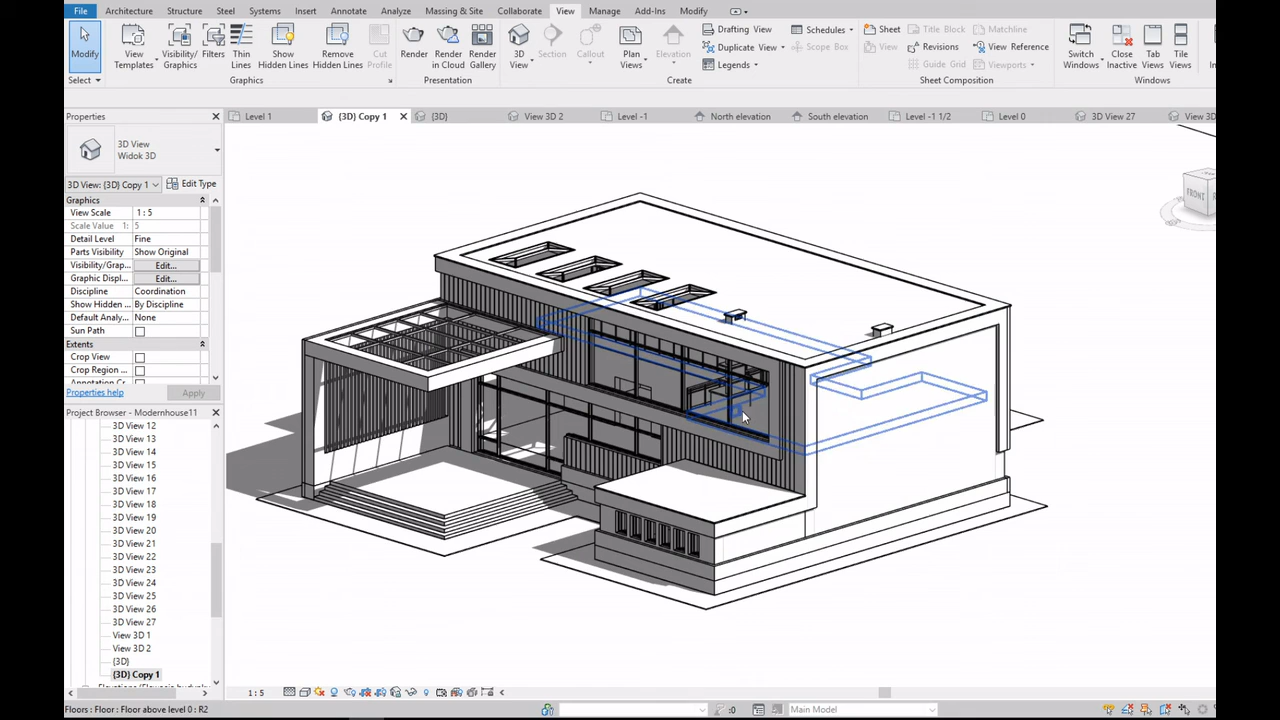 File Architecture Structure Steel Systems Insert Annotate Analyze Massing & Site Collaborate View Manage Add-Ins Modify
Modify
View Templates
Visibility/ Graphics
Filters
Thin Lines
Show Hidden Lines
Remove Hidden Lines
Cut Profile
Render
Render in Cloud
Render Gallery
3D View
Section
Callout
Plan Views
Elevation
Drafting View
Duplicate View
Legends
Schedules
Scope Box
Sheet
View
Title Block
Revisions
Guide Grid
Matchline
View Reference
Viewports
Switch Windows
Close Inactive
Tab Views
Tile Views
Select Graphics Presentation Create Sheet Composition Windows
Properties
Level 1 {3D} Copy 1 {3D} View 3D 2 Level -1 North elevation South elevation Level -1 1/2 Level 0 3D View 27 View 3D
3D View
Widok 3D
3D View: {3D} Copy 1 Edit Type
Graphics
View Scale 1 : 5
Scale Value 1: 5
Detail Level Fine
Parts Visibility Show Original
Visibility/Grap... Edit...
Graphic Displ... Edit...
Discipline Coordination
Show Hidden By Discipline
Default Analy... None
Sun Path
Extents
Crop View
Crop Region
Properties help Apply
Project Browser - Modernhouse11
3D View 12
3D View 13
3D View 14
3D View 15
3D View 16
3D View 17
3D View 18
3D View 19
3D View 20
3D View 21
3D View 22
3D View 23
3D View 24
3D View 25
3D View 26
3D View 27
View 3D 1
View 3D 2
{3D}
{3D} Copy 1
FRONT
1 : 5
Floors : Floor : Floor above level 0 : R2
:0
Main Model